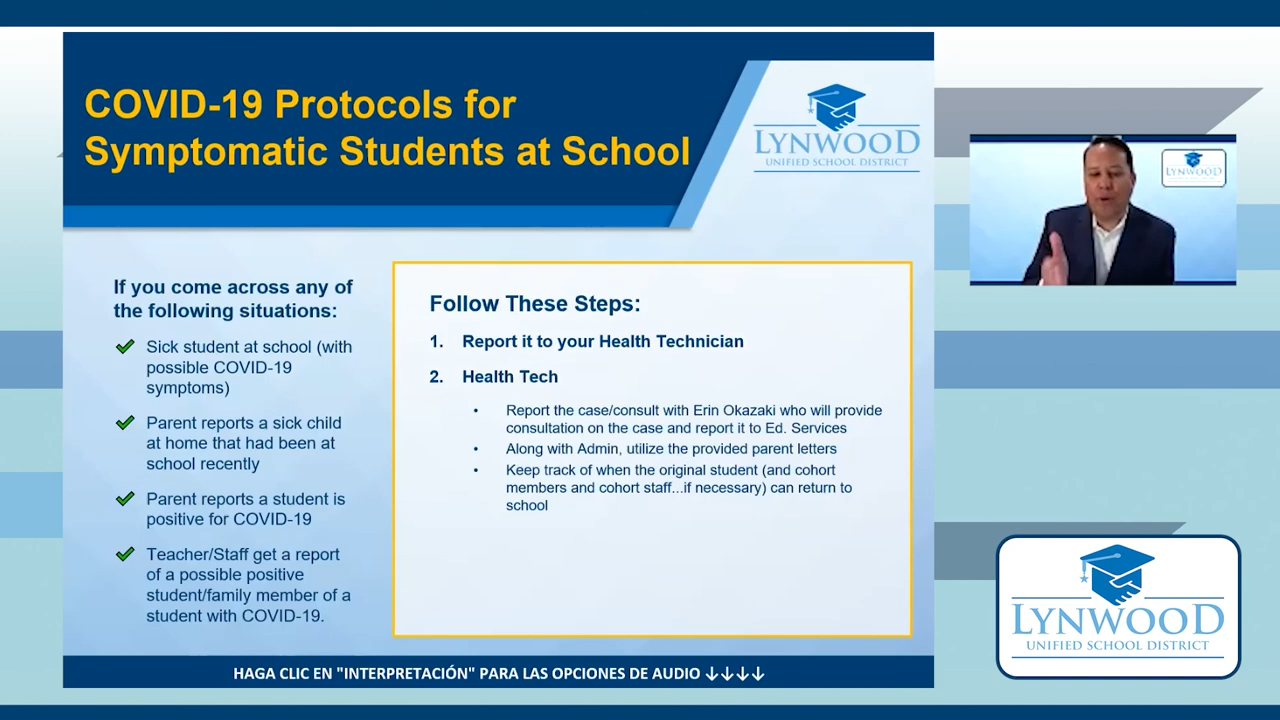 COVID-19 Protocols for
Symptomatic Students at School
LYNWOOD
UNIFIED SCHOOL DISTRICT
LYNWOOD
If you come across any of
the following situations:
Sick student at school (with
possible COVID-19
symptoms)
Parent reports a sick child
at home that had been at
school recently
Parent reports a student is
positive for COVID-19
Teacher/Staff get a report
of a possible positive
student/family member of a
student with COVID-19.
Follow These Steps:
1. Report it to your Health Technician
2. Health Tech
• Report the case/consult with Erin Okazaki who will provide
consultation on the case and report it to Ed. Services
• Along with Admin, utilize the provided parent letters
• Keep track of when the original student (and cohort
members and cohort staff...if necessary) can return to
school
LYNWOOD
UNIFIED SCHOOL DISTRICT
HAGA CLIC EN "INTERPRETACIÓN" PARA LAS OPCIONES DE AUDIO ↓↓↓↓